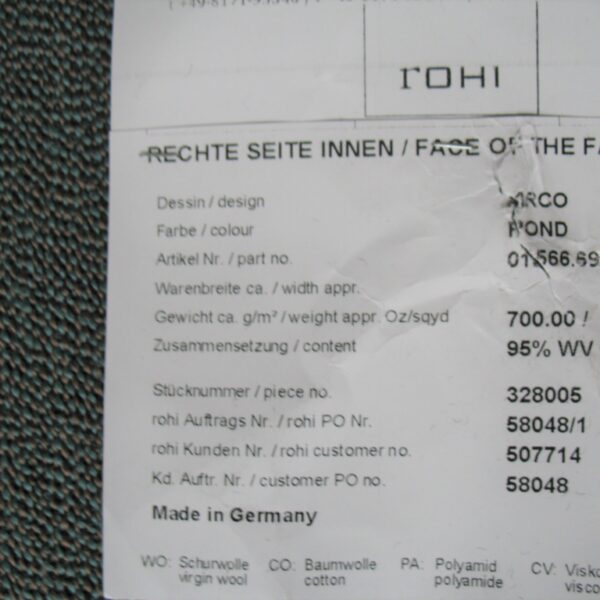 rOHI
RECHTE SEITE INNEN / FACE OF THE FA
Dessin / design
Farbe / colour
Artikel Nr. / part no.
Warenbreite ca. / width appr.
Gewicht ca. g/m² / weight appr. Oz/sqyd 700.00 /
Zusammensetzung / content 95% WV
Stücknummer / piece no. 328005
rohi Auftrags Nr. / rohi PO Nr. 58048/1
rohi Kunden Nr. / rohi customer no. 507714
Kd. Auftr. Nr. / customer PO no. 58048
Made in Germany
WO: Schurwolle CO: Baumwolle PA: Polyamid CV: Visko
virgin wool cotton polyamide visco